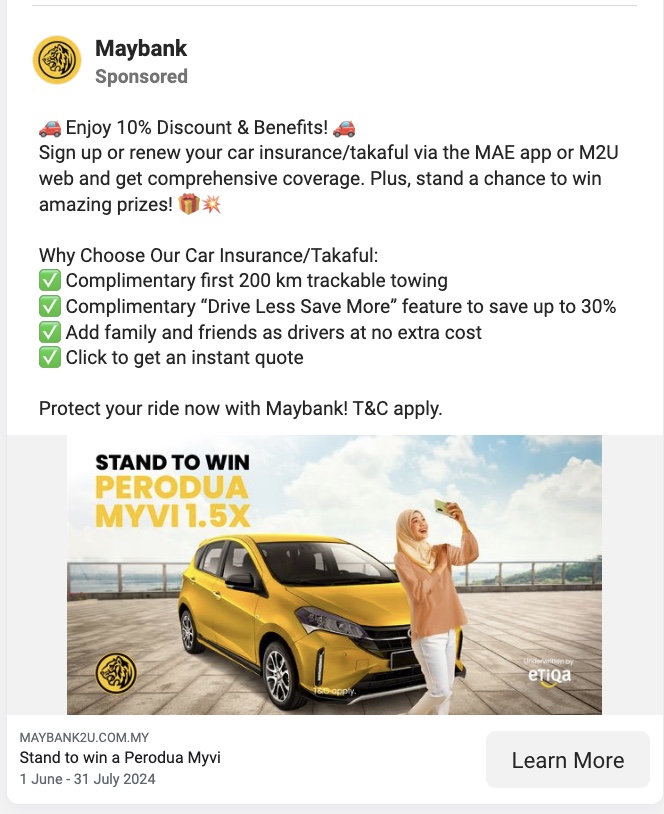 Maybank
Sponsored
🚗 Enjoy 10% Discount & Benefits! 🚗
Sign up or renew your car insurance/takaful via the MAE app or M2U
web and get comprehensive coverage. Plus, stand a chance to win
amazing prizes! 🎁💥
Why Choose Our Car Insurance/Takaful:
✅ Complimentary first 200 km trackable towing
✅ Complimentary “Drive Less Save More” feature to save up to 30%
✅ Add family and friends as drivers at no extra cost
✅ Click to get an instant quote
Protect your ride now with Maybank! T&C apply.
STAND TO WIN
PERODUA
MYVI 1.5X
Underwritten by
eTiQa
T&C apply.
MAYBANK2U.COM.MY
Stand to win a Perodua Myvi
1 June - 31 July 2024
Learn More